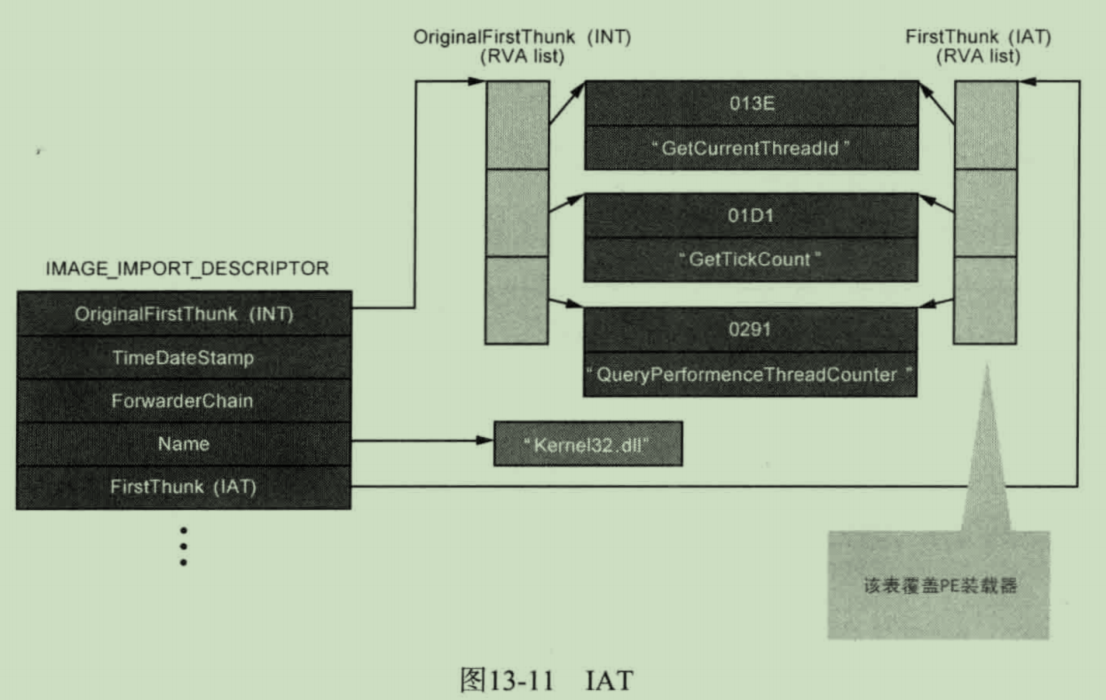 OriginalFirstThunk (INT)
(RVA list)
FirstThunk (IAT)
(RVA list)
013E
“GetCurrentThreadId”
01D1
“GetTickCount”
IMAGE_IMPORT_DESCRIPTOR
OriginalFirstThunk (INT)
TimeDateStamp
ForwarderChain
Name
FirstThunk (IAT)
0291
“QueryPerformenceThreadCounter”
“Kernel32.dll”
该表覆盖PE装载器
图13-11 IAT